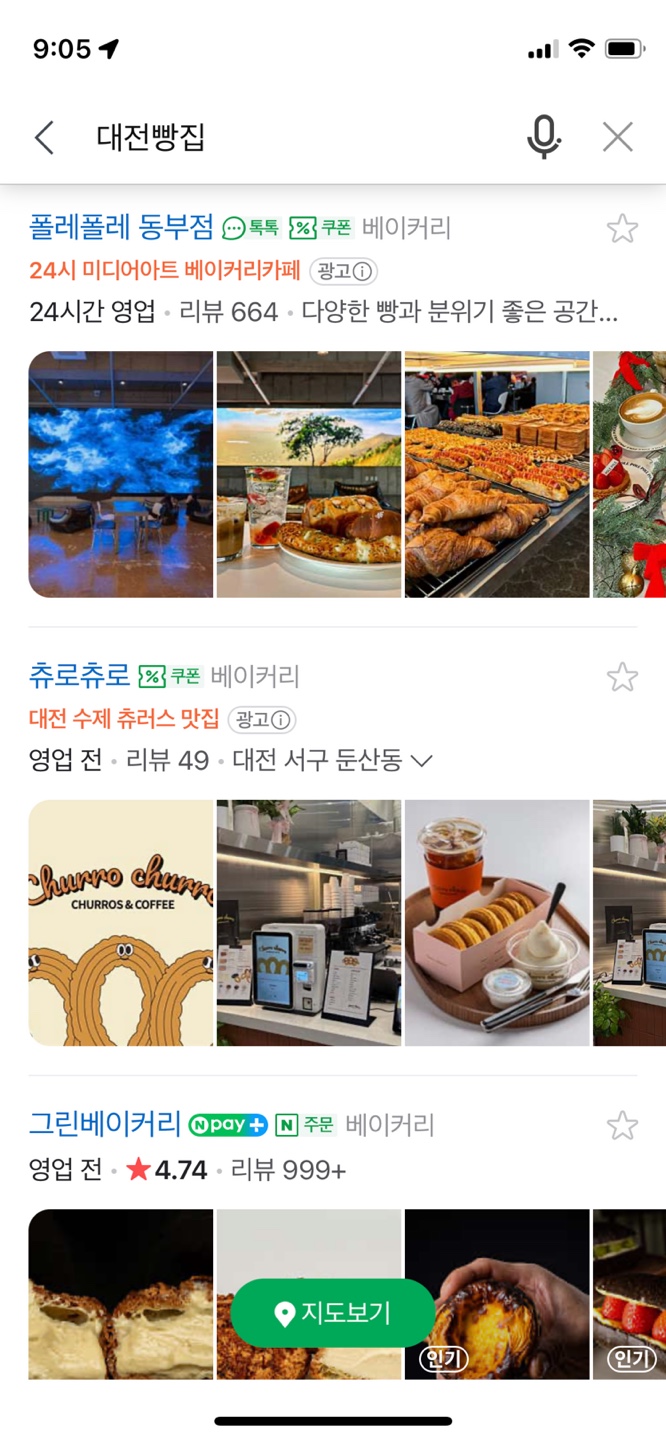 9:05
대전빵집
폴레폴레 동부점 톡톡 쿠폰 베이커리
24시 미디어아트 베이커리카페 광고
24시간 영업 • 리뷰 664 • 다양한 빵과 분위기 좋은 공간...
츄로츄로 쿠폰 베이커리
대전 수제 츄러스 맛집 광고
영업 전 • 리뷰 49 • 대전 서구 둔산동
Churro churro
CHURROS & COFFEE
그린베이커리 N pay+ N 주문 베이커리
영업 전 • ★4.74 • 리뷰 999+
지도보기
인기
인기